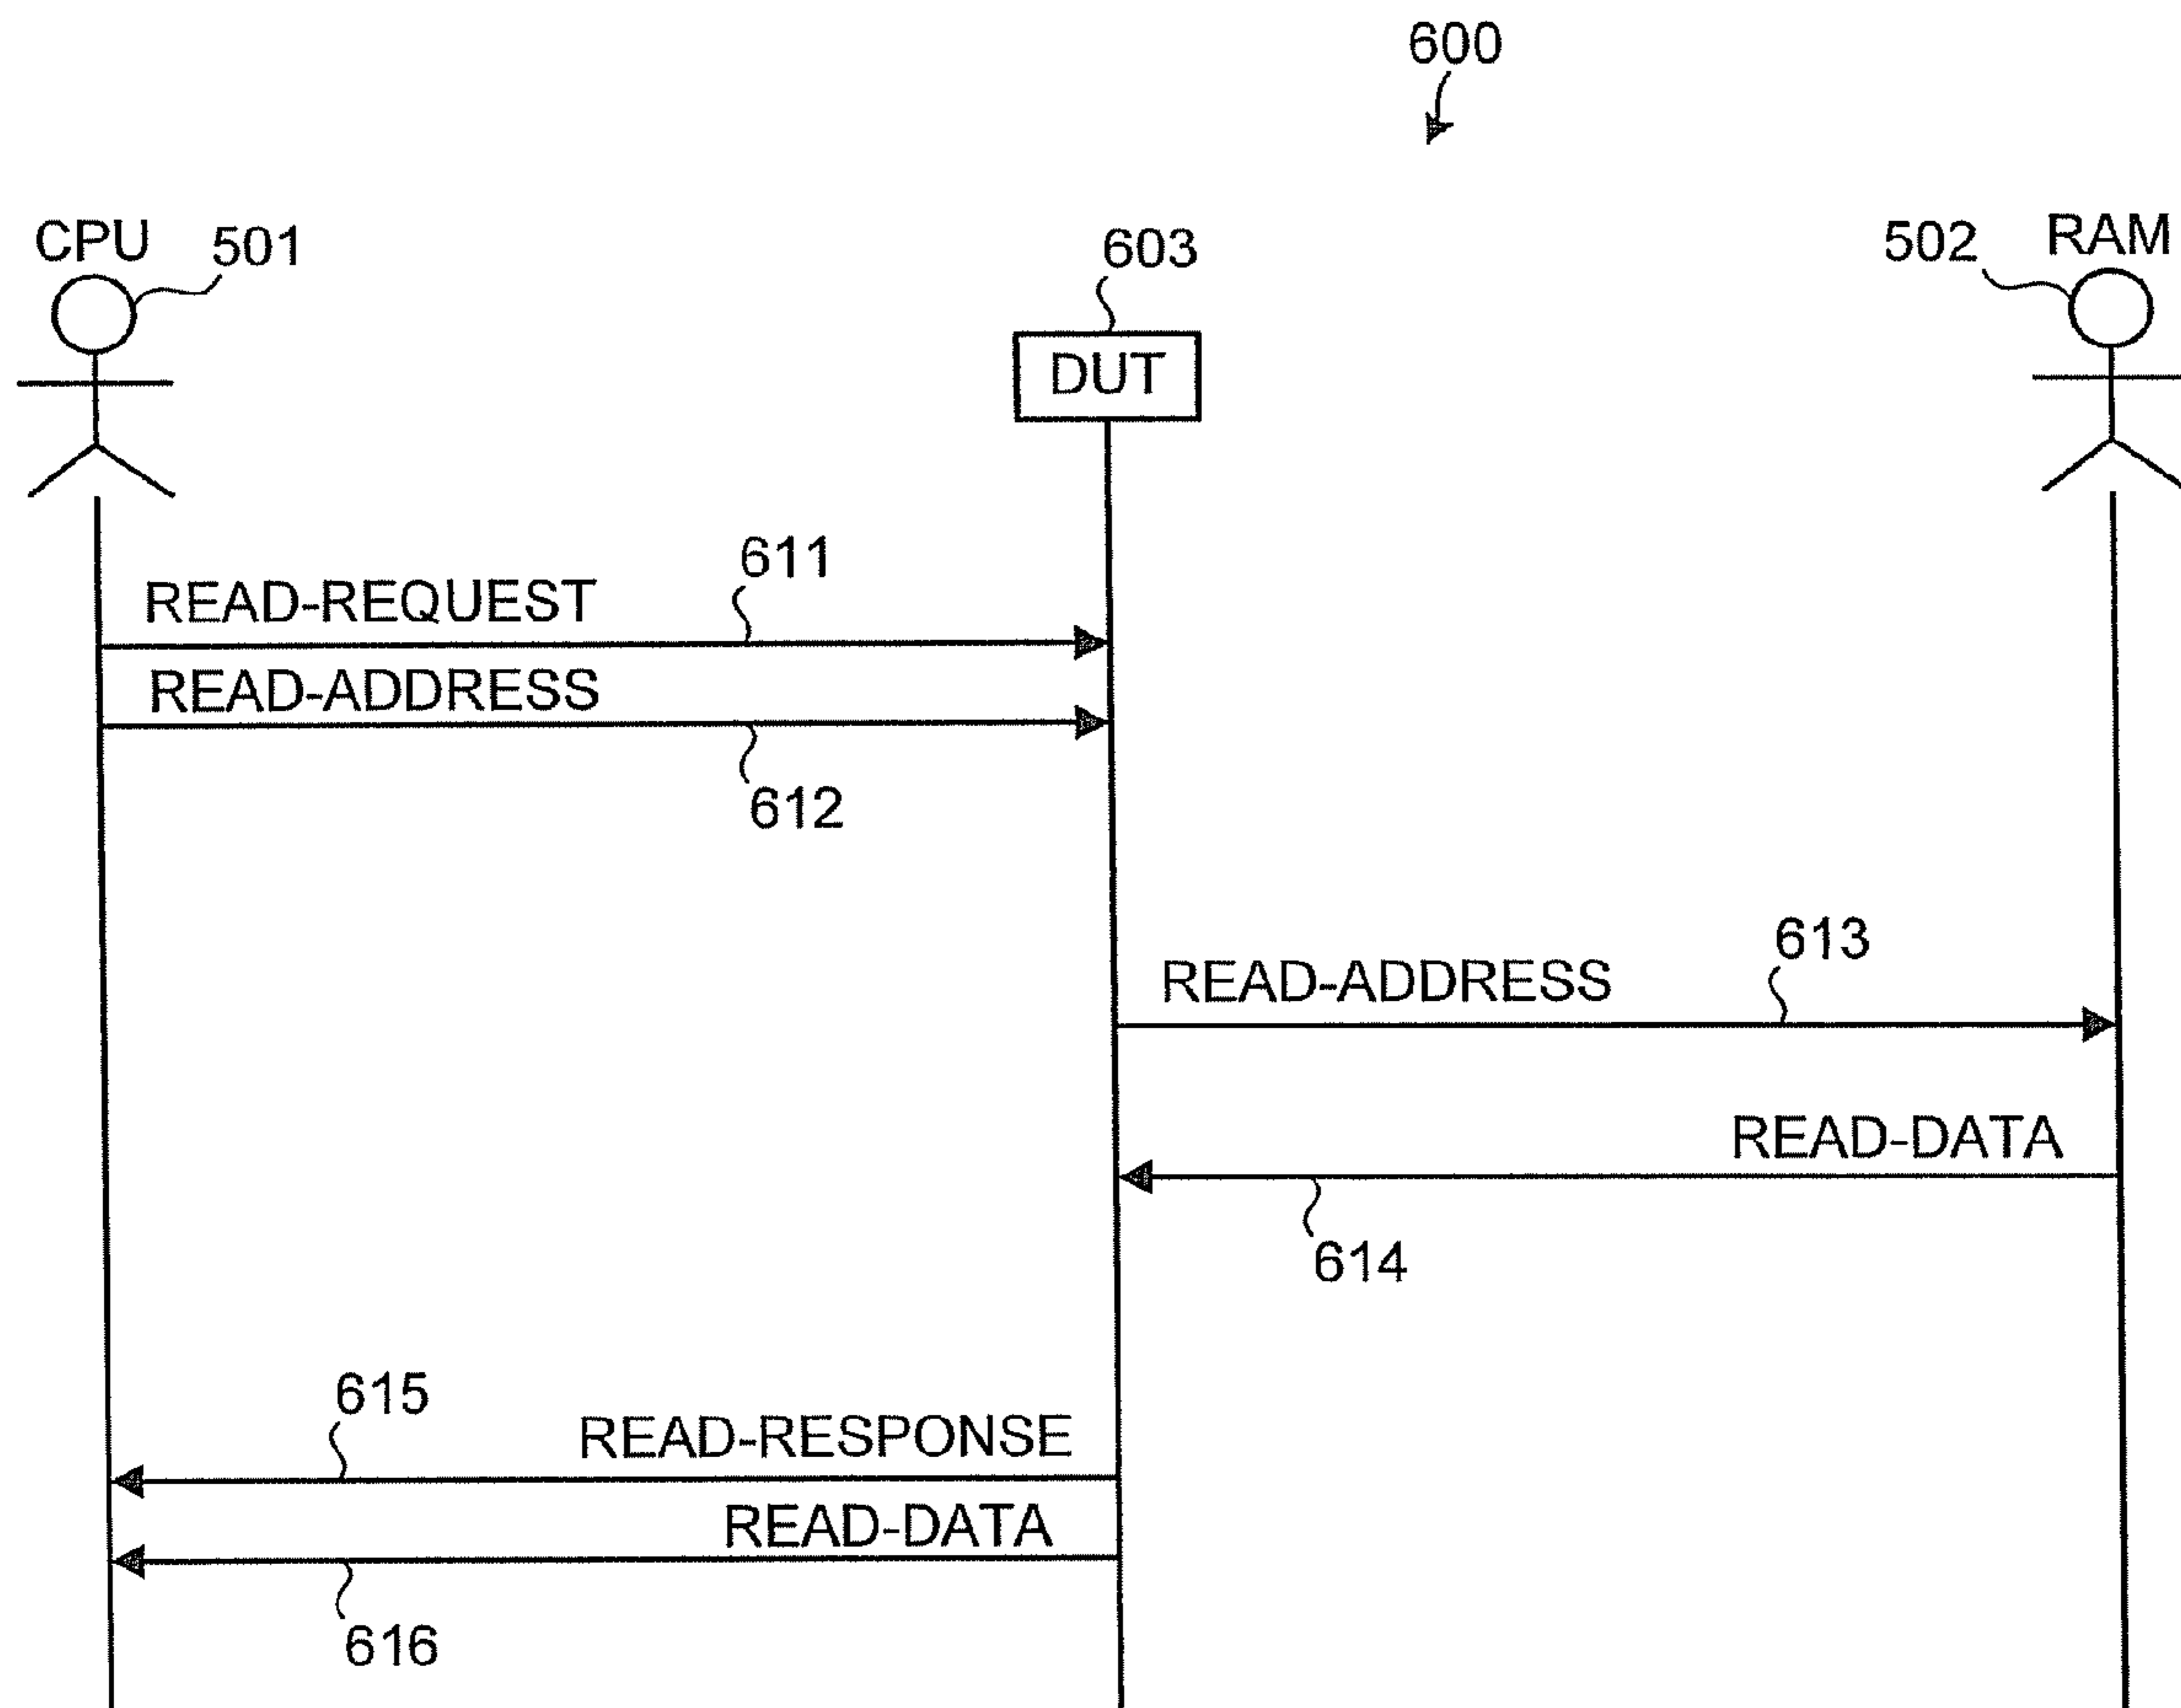 600
CPU 501
603
502 RAM
DUT
611
READ-REQUEST
READ-ADDRESS
612
613
READ-ADDRESS
READ-DATA
614
615
READ-RESPONSE
READ-DATA
616